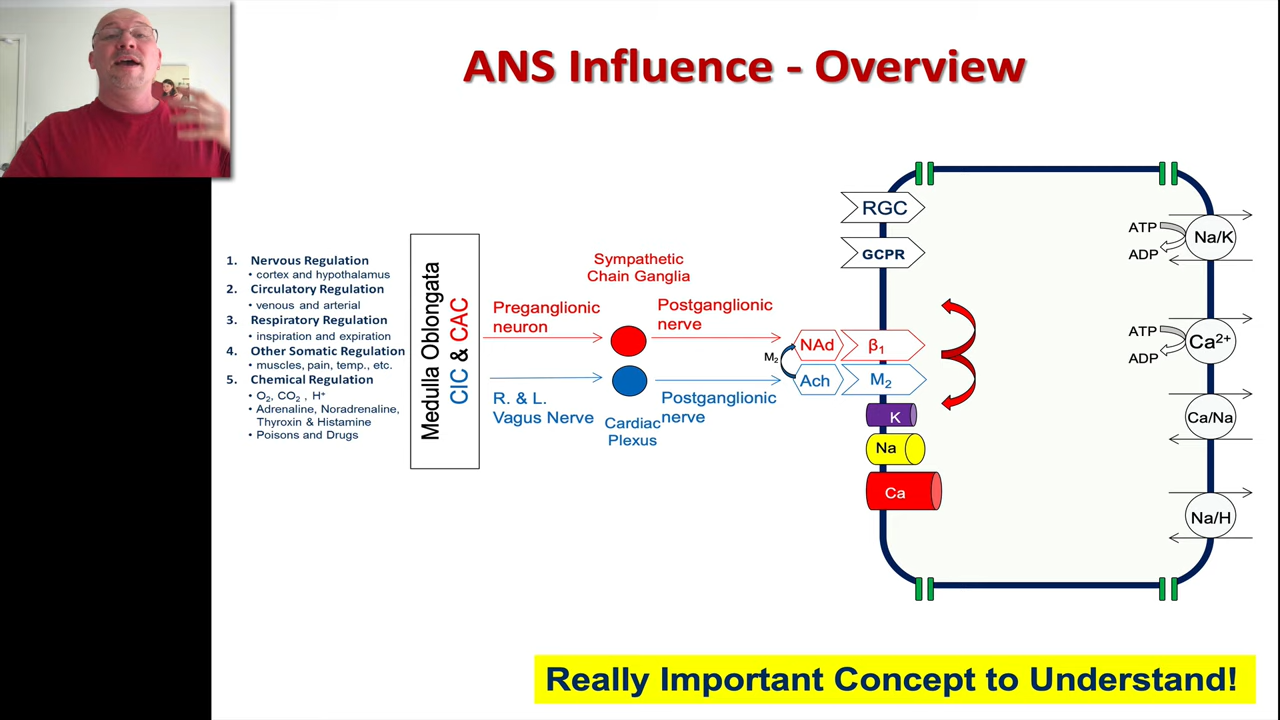 ANS Influence - Overview
1. Nervous Regulation
• cortex and hypothalamus
2. Circulatory Regulation
• venous and arterial
3. Respiratory Regulation
• inspiration and expiration
4. Other Somatic Regulation
• muscles, pain, temp., etc.
5. Chemical Regulation
• O₂, CO₂ , H⁺
• Adrenaline, Noradrenaline,
Thyroxin & Histamine
• Poisons and Drugs
Medulla Oblongata
CIC & CAC
Preganglionic
neuron
Sympathetic
Chain Ganglia
Postganglionic
nerve
R. & L.
Vagus Nerve
Cardiac
Plexus
Postganglionic
nerve
M₂
NAd
β₁
Ach
M₂
RGC
GCPR
K
Na
Ca
ATP
ADP
Na/K
ATP
ADP
Ca²⁺
Ca/Na
Na/H
Really Important Concept to Understand!